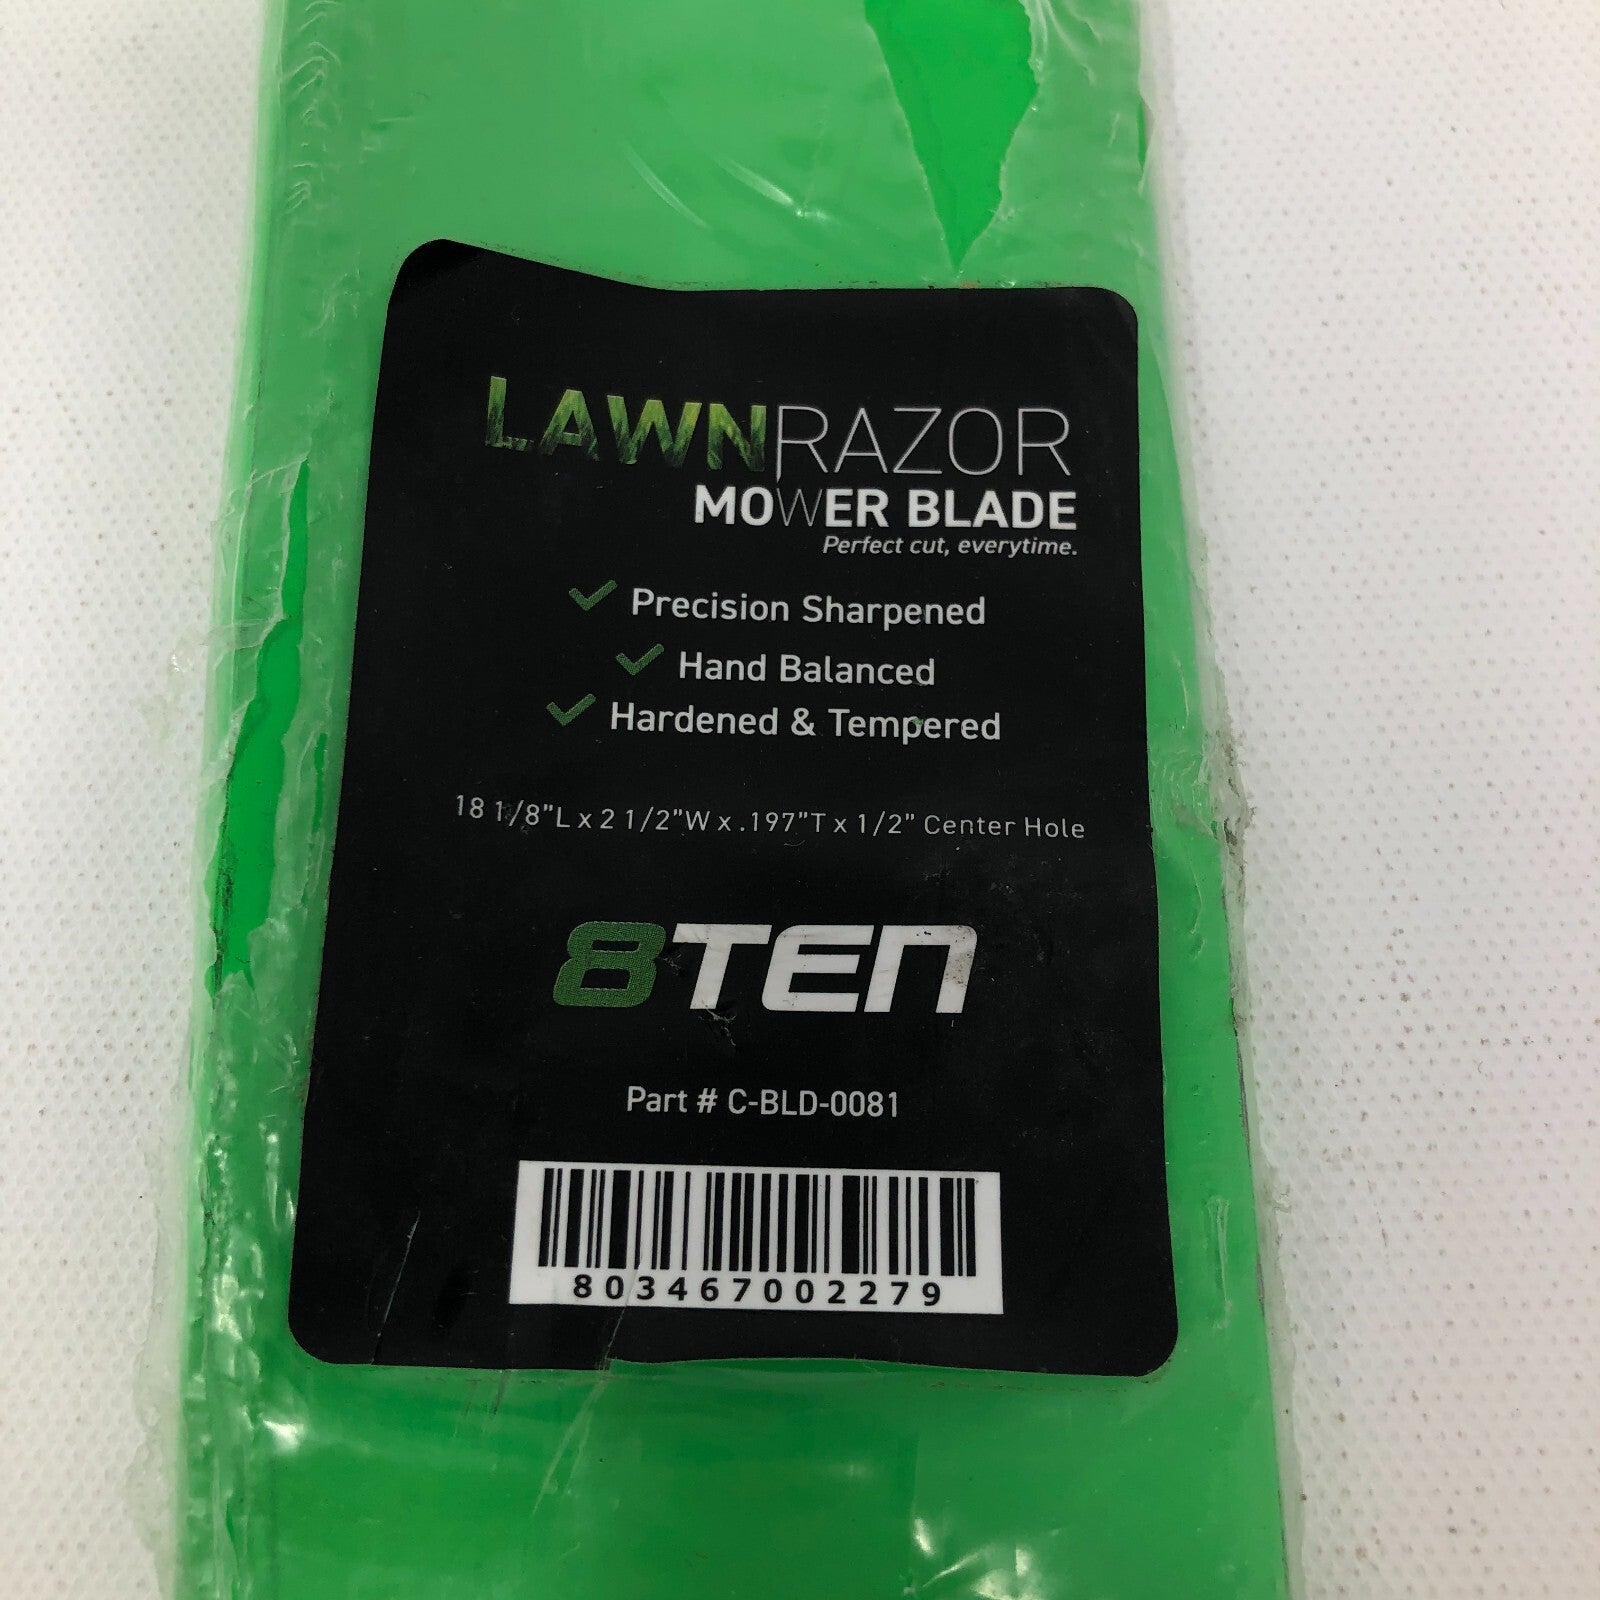 LAWNRAZOR
MOWER BLADE
Perfect cut, everytime.
Precision Sharpened
Hand Balanced
Hardened & Tempered
18 1/8"L x 2 1/2"W x .197"T x 1/2" Center Hole
8TEN
Part # C-BLD-0081
803467002279